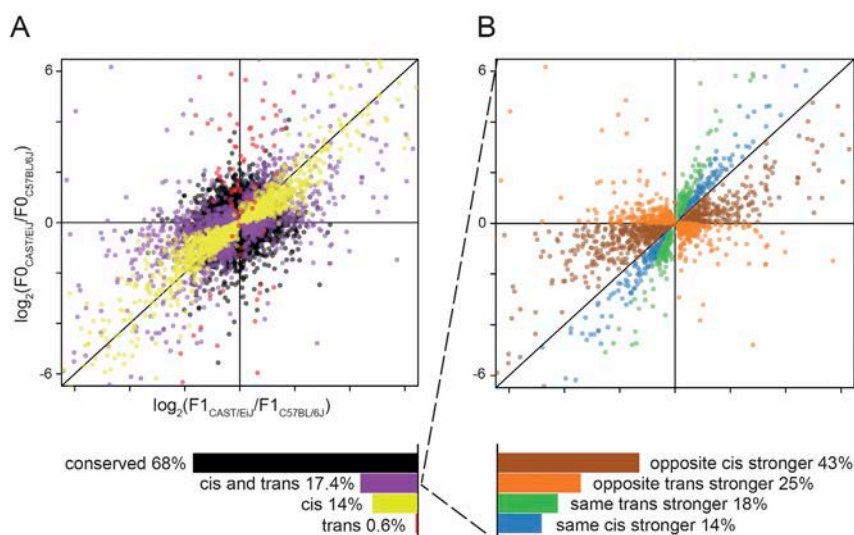 A
B
6
0
-6
log2(F0CAST/EiJ/F0C57BL/6J)
log2(F1CAST/EiJ/F1C57BL/6J)
6
0
-6
conserved 68%
cis and trans 17.4%
cis 14%
trans 0.6%
opposite cis stronger 43%
opposite trans stronger 25%
same trans stronger 18%
same cis stronger 14%